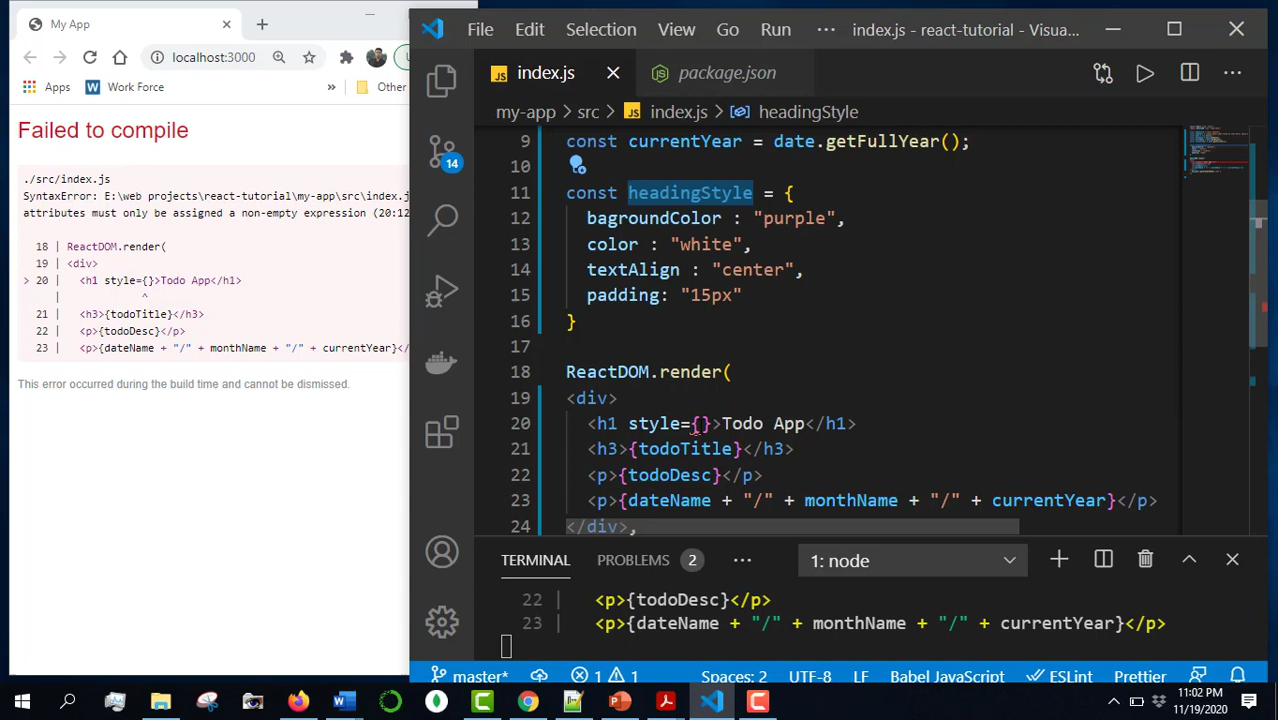 My App
localhost:3000
Apps
Work Force
»
Other
Failed to compile
./src/index.js
SyntaxError: E:\web projects\react-tutorial\my-app\src\index.j
attributes must only be assigned a non-empty expression (20:12
18 | ReactDOM.render(
19 | <div>
> 20 | <h1 style={}>Todo App</h1>
| ^
21 | <h3>{todoTitle}</h3>
22 | <p>{todoDesc}</p>
23 | <p>{dateName + "/" + monthName + "/" + currentYear}</
This error occurred during the build time and cannot be dismissed.
File Edit Selection View Go Run ··· index.js - react-tutorial - Visua...
JS index.js package.json
my-app > src > JS index.js > headingStyle
14
9 const currentYear = date.getFullYear();
10
11 const headingStyle = {
12 bagroundColor : "purple",
13 color : "white",
14 textAlign : "center",
15 padding: "15px"
16 }
17
18 ReactDOM.render(
19 <div>
20 <h1 style={}>Todo App</h1>
21 <h3>{todoTitle}</h3>
22 <p>{todoDesc}</p>
23 <p>{dateName + "/" + monthName + "/" + currentYear}</p>
24 </div>,
TERMINAL PROBLEMS 2 ··· 1: node
22 | <p>{todoDesc}</p>
23 | <p>{dateName + "/" + monthName + "/" + currentYear}</p>
master* 1 1 Spaces: 2 UTF-8 LF Babel JavaScript ESLint Prettier
11:02 PM
11/19/2020